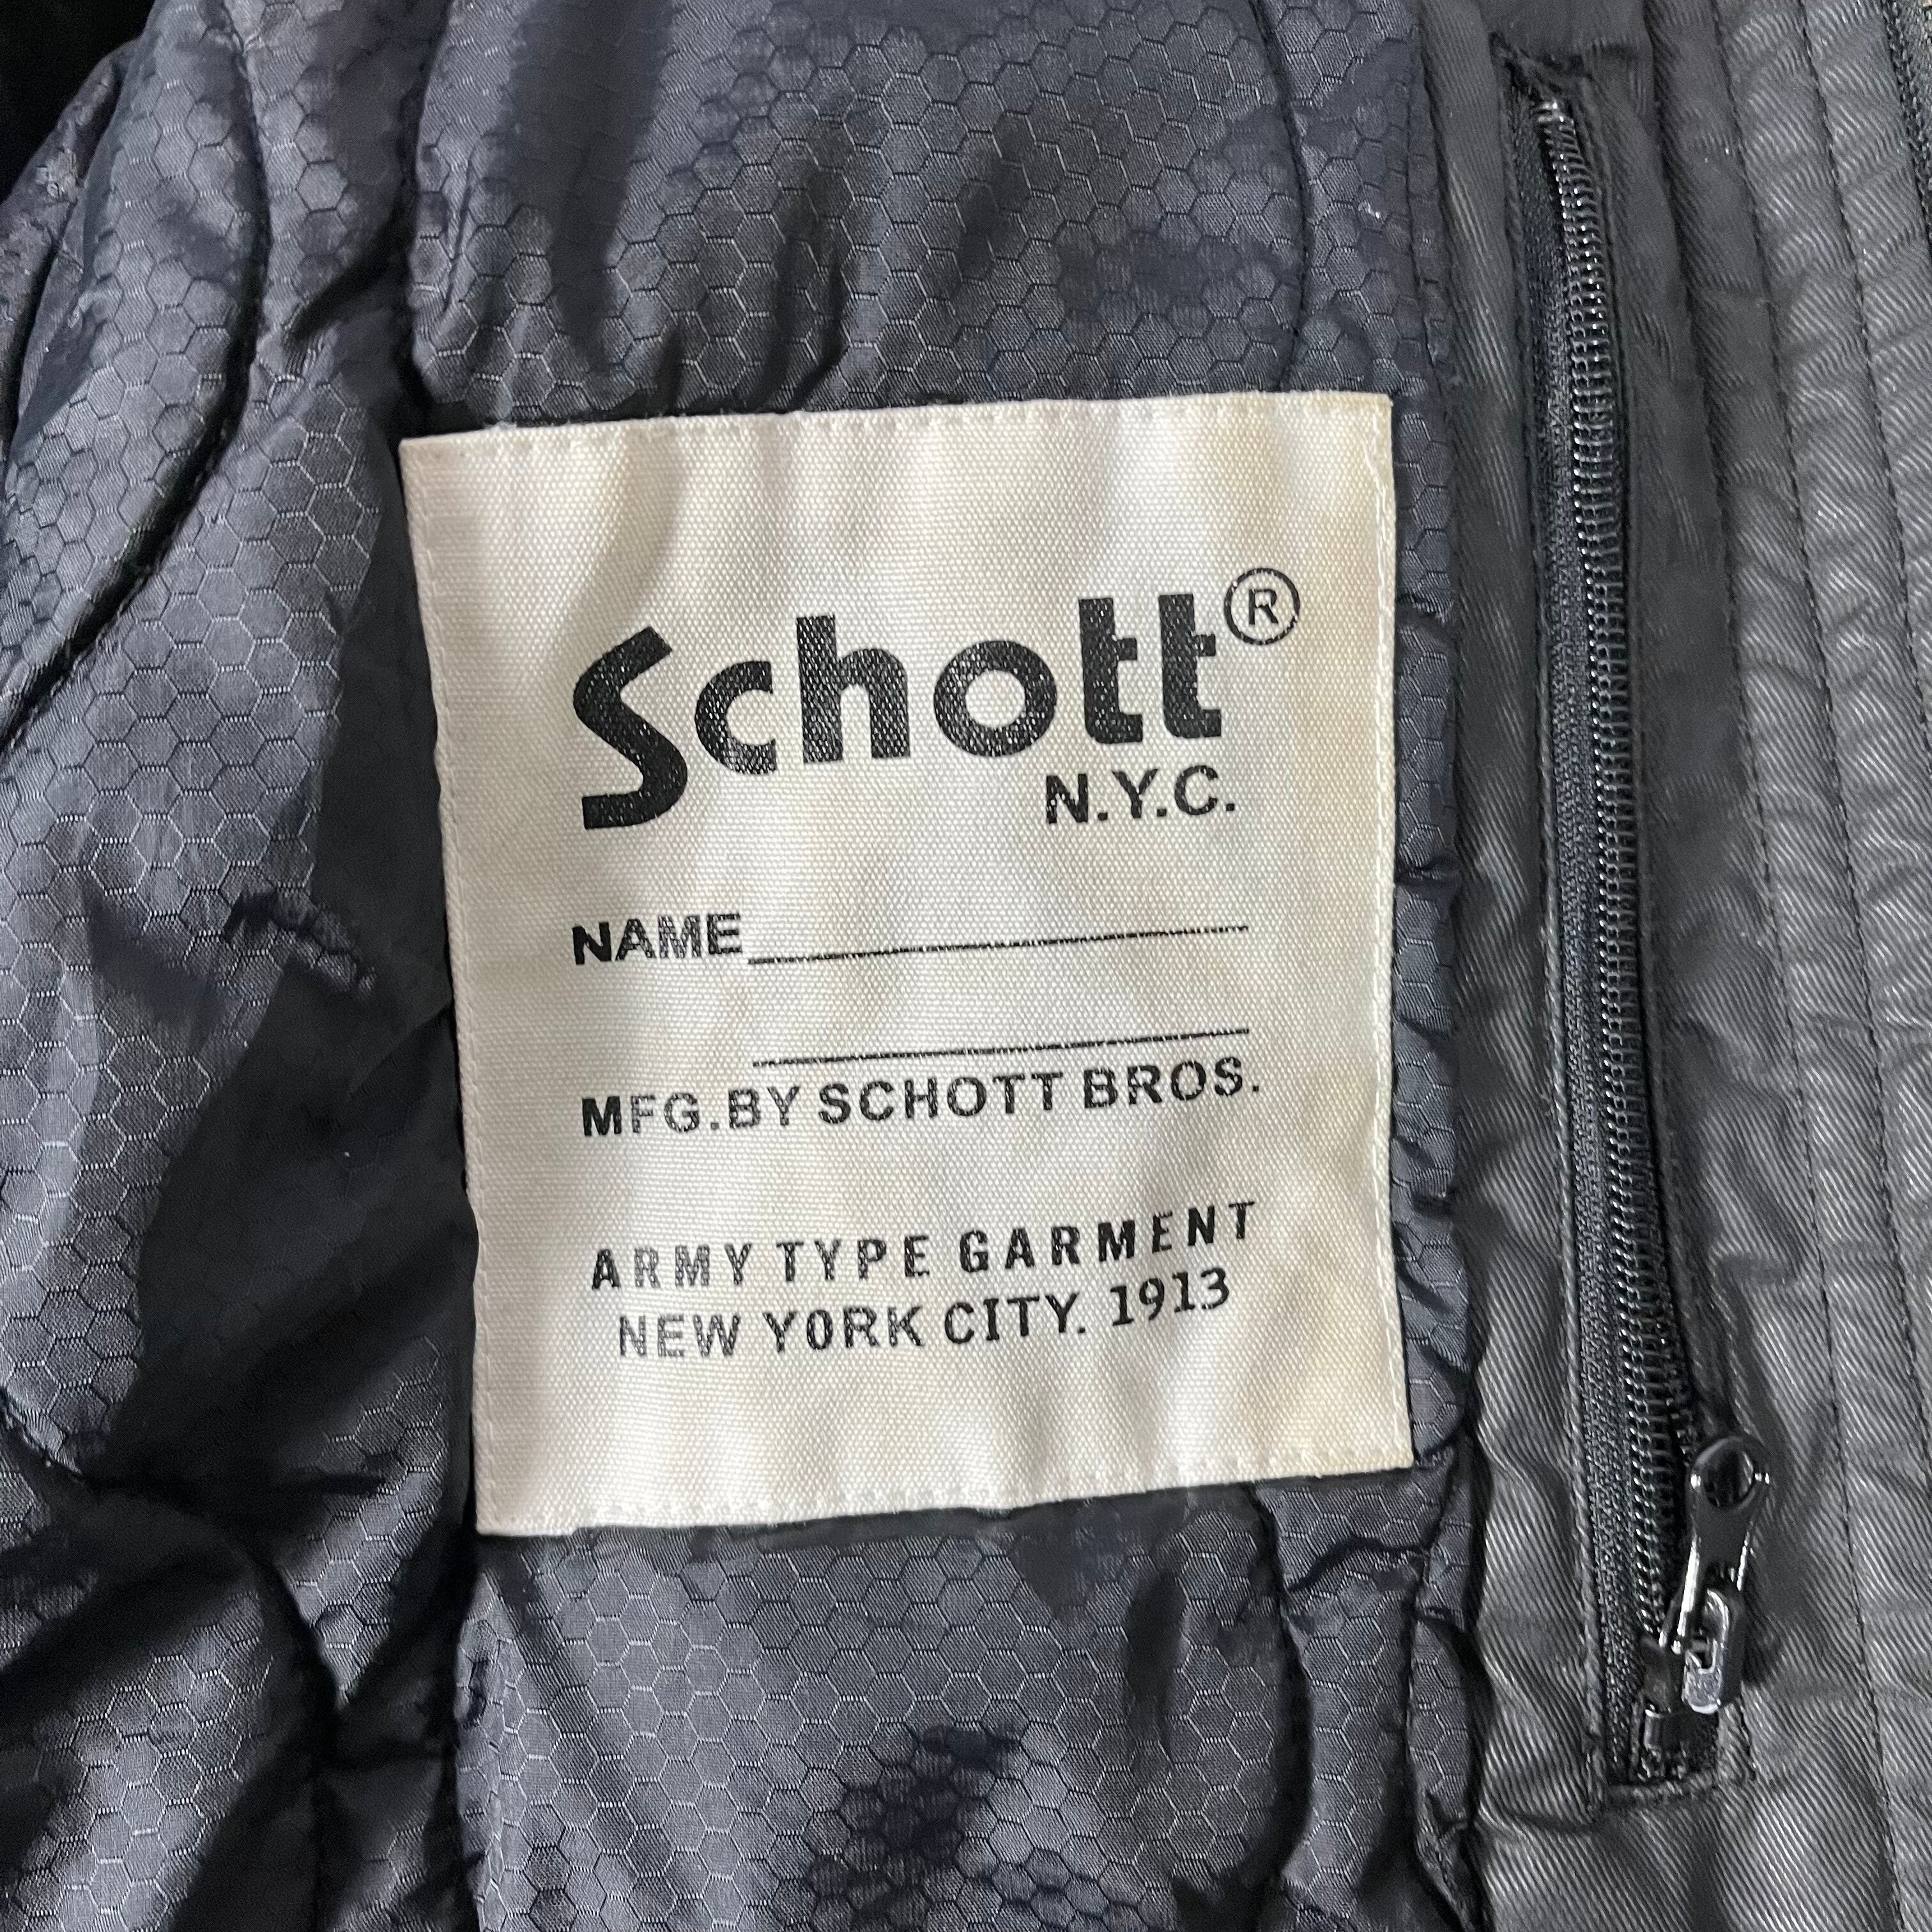 Schott®
N.Y.C.
NAME
MFG.BY SCHOTT BROS.
ARMY TYPE GARMENT
NEW YORK CITY. 1913